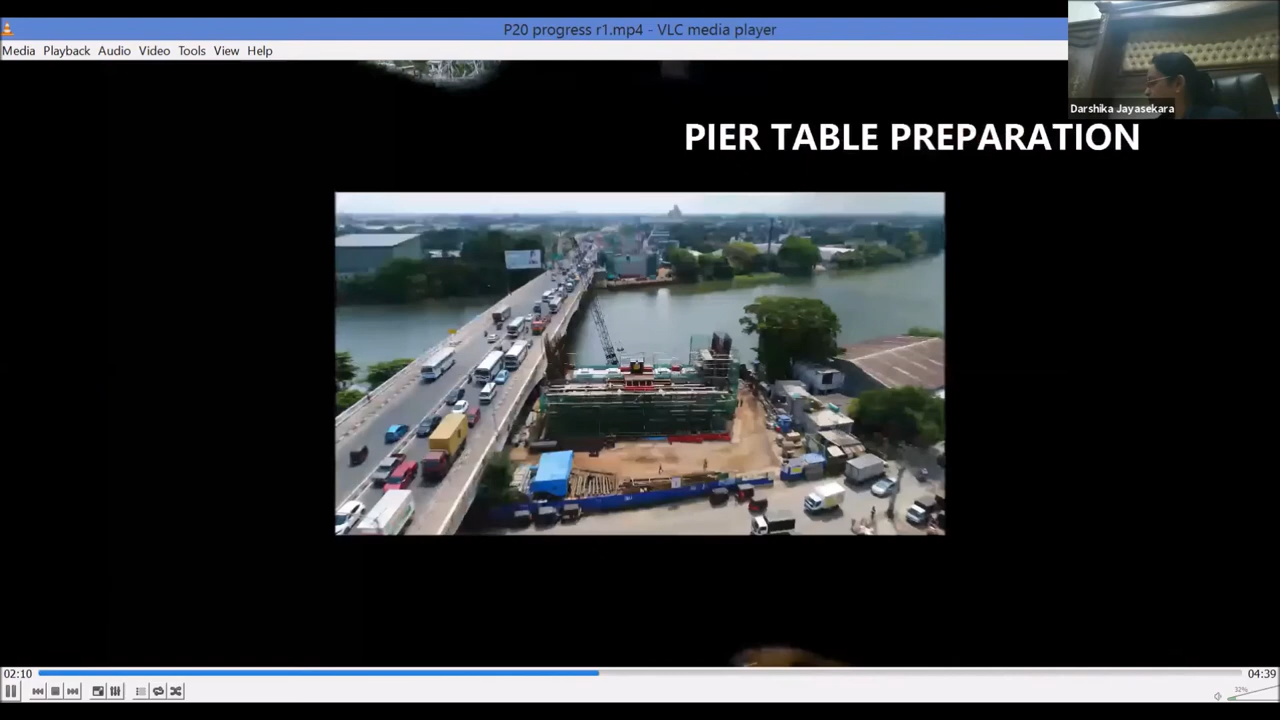 P20 progress r1.mp4 - VLC media player
Media Playback Audio Video Tools View Help
Darshika Jayasekara
PIER TABLE PREPARATION
02:10
04:39
32%